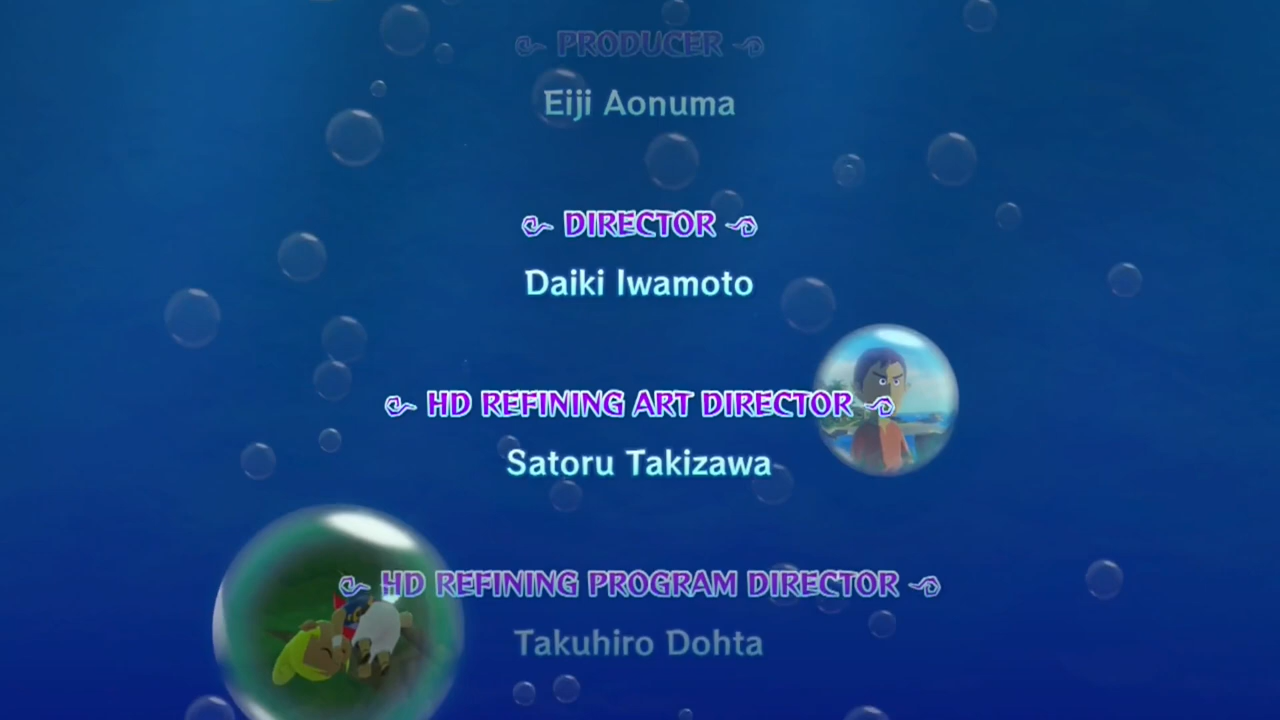 PRODUCER
Eiji Aonuma
DIRECTOR
Daiki Iwamoto
HD REFINING ART DIRECTOR
Satoru Takizawa
HD REFINING PROGRAM DIRECTOR
Takuhiro Dohta